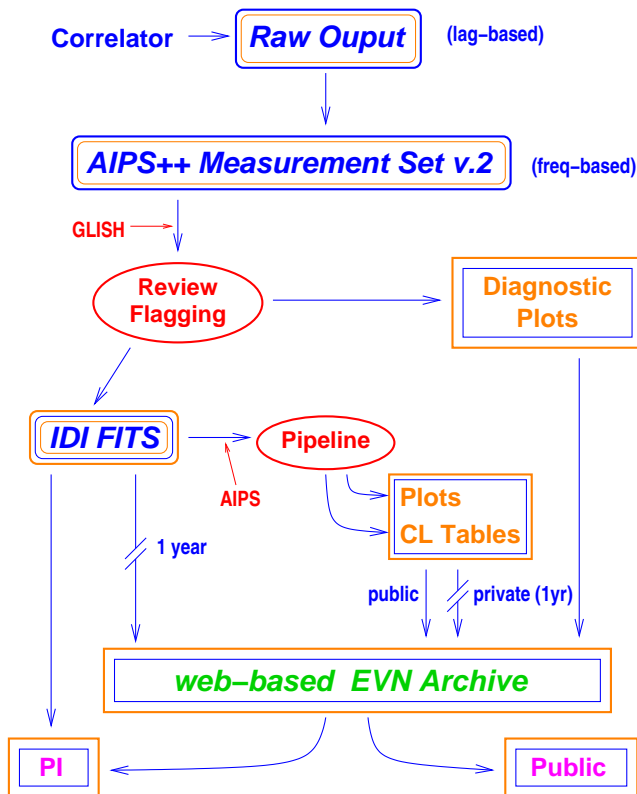 Correlator
Raw Ouput
(lag–based)
AIPS++ Measurement Set v.2
(freq–based)
GLISH
Review
Flagging
Diagnostic
Plots
IDI FITS
Pipeline
AIPS
Plots
CL Tables
1 year
public
private (1yr)
web–based EVN Archive
PI
Public